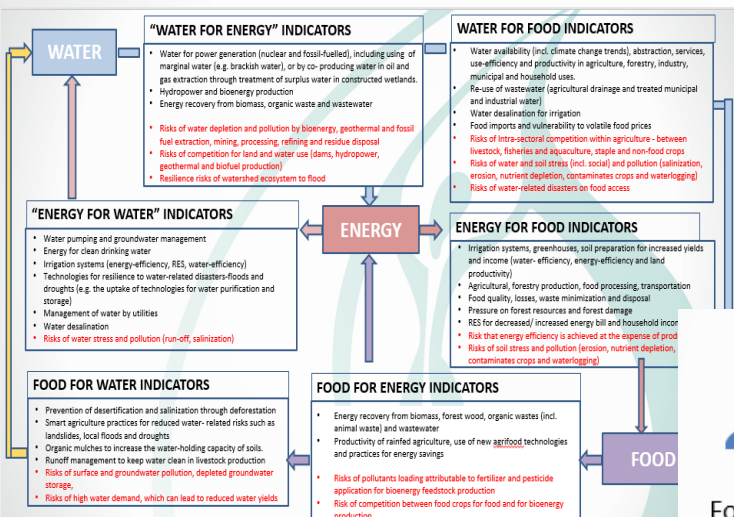 WATER
"WATER FOR ENERGY" INDICATORS
• Water for power generation (nuclear and fossil-fuelled), including using of
marginal water (e.g. brackish water), or by co- producing water in oil and
gas extraction through treatment of surplus water in constructed wetlands.
• Hydropower and bioenergy production
• Energy recovery from biomass, organic waste and wastewater
• Risks of water depletion and pollution by bioenergy, geothermal and fossil
fuel extraction, mining, processing, refining and residue disposal
• Risks of competition for land and water use (dams, hydropower,
geothermal and biofuel production)
• Resilience risks of watershed ecosystem to flood
WATER FOR FOOD INDICATORS
• Water availability (incl. climate change trends), abstraction, services,
use-efficiency and productivity in agriculture, forestry, industry,
municipal and household uses.
• Re-use of wastewater (agricultural drainage and treated municipal
and industrial water)
• Water desalination for irrigation
• Food imports and vulnerability to volatile food prices
• Risks of Intra-sectoral competition within agriculture - between
livestock, fisheries and aquaculture, staple and non-food crops
• Risks of water and soil stress (incl. social) and pollution (salinization,
erosion, nutrient depletion, contaminates crops and waterlogging)
• Risks of water-related disasters on food access
"ENERGY FOR WATER" INDICATORS
• Water pumping and groundwater management
• Energy for clean drinking water
• Irrigation systems (energy-efficiency, RES, water-efficiency)
• Technologies for resilience to water-related disasters-floods and
droughts (e.g. the uptake of technologies for water purification and
storage)
• Management of water by utilities
• Water desalination
• Risks of water stress and pollution (run-off, salinization)
ENERGY
ENERGY FOR FOOD INDICATORS
• Irrigation systems, greenhouses, soil preparation for increased yields
and income (water- efficiency, energy-efficiency and land
productivity)
• Agricultural, forestry production, food processing, transportation
• Food quality, losses, waste minimization and disposal
• Pressure on forest resources and forest damage
• RES for decreased/ increased energy bill and household incor
• Risk that energy efficiency is achieved at the expense of prod
• Risks of soil stress and pollution (erosion, nutrient depletion,
contaminates crops and waterlogging)
FOOD FOR WATER INDICATORS
• Prevention of desertification and salinization through deforestation
• Smart agriculture practices for reduced water- related risks such as
landslides, local floods and droughts
• Organic mulches to increase the water-holding capacity of soils.
• Runoff management to keep water clean in livestock production
• Risks of surface and groundwater pollution, depleted groundwater
storage,
• Risks of high water demand, which can lead to reduced water yields
FOOD FOR ENERGY INDICATORS
• Energy recovery from biomass, forest wood, organic wastes (incl.
animal waste) and wastewater
• Productivity of rainfed agriculture, use of new agrifood technologies
and practices for energy savings
• Risks of pollutants loading attributable to fertilizer and pesticide
application for bioenergy feedstock production
• Risk of competition between food crops for food and for bioenergy
production
FOOD
Fo